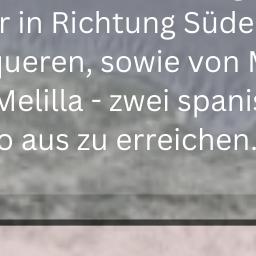 r in Richtung Süde
queren, sowie von M
Melilla - zwei spanis
o aus zu erreichen.